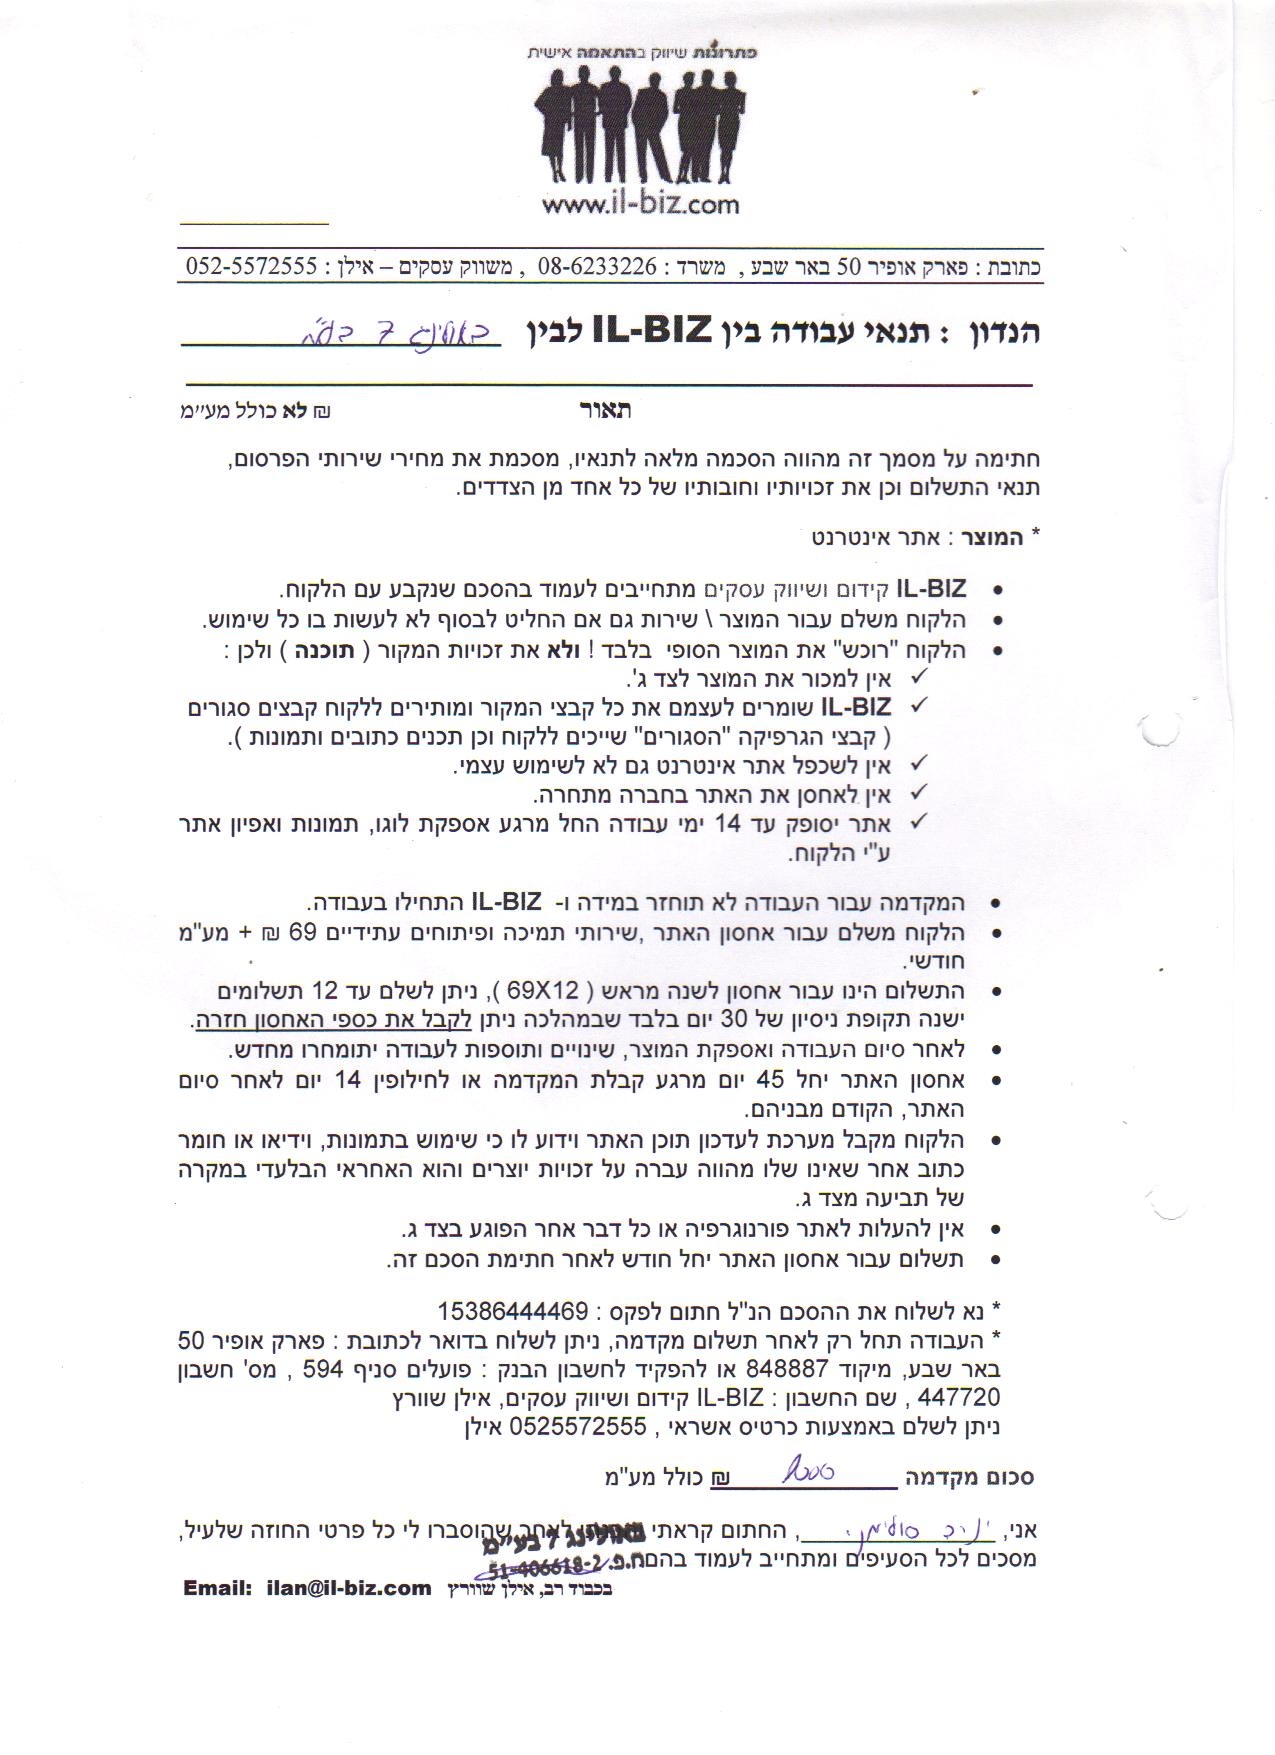 פתרונות שיווק בהתאמה אישית
www.il-biz.com
כתובת : פארק אופיר 50 באר שבע , משרד : 08-6233226 , משווק עסקים – אילן : 052-5572555
הנדון : תנאי עבודה בין IL-BIZ לבין באולינג 7 בע"מ
תאור ₪ לא כולל מע"מ
חתימה על מסמך זה מהווה הסכמה מלאה לתנאיו, מסכמת את מחירי שירותי הפרסום,
תנאי התשלום וכן את זכויותיו וחובותיו של כל אחד מן הצדדים.
* המוצר : אתר אינטרנט
• IL-BIZ קידום ושיווק עסקים מתחייבים לעמוד בהסכם שנקבע עם הלקוח.
• הלקוח משלם עבור המוצר \ שירות גם אם החליט לבסוף לא לעשות בו כל שימוש.
• הלקוח "רוכש" את המוצר הסופי בלבד ! ולא את זכויות המקור ( תוכנה ) ולכן :
✓ אין למכור את המוצר לצד ג'.
✓ IL-BIZ שומרים לעצמם את כל קבצי המקור ומותירים ללקוח קבצים סגורים
( קבצי הגרפיקה "הסגורים" שייכים ללקוח וכן תכנים כתובים ותמונות ).
✓ אין לשכפל אתר אינטרנט גם לא לשימוש עצמי.
✓ אין לאחסן את האתר בחברה מתחרה.
✓ אתר יסופק עד 14 ימי עבודה החל מרגע אספקת לוגו, תמונות ואפיון אתר
ע"י הלקוח.
• המקדמה עבור העבודה לא תוחזר במידה ו- IL-BIZ התחילו בעבודה.
• הלקוח משלם עבור אחסון האתר ,שירותי תמיכה ופיתוחים עתידיים 69 ₪ + מע"מ
חודשי.
• התשלום הינו עבור אחסון לשנה מראש ( 69X12 ), ניתן לשלם עד 12 תשלומים
ישנה תקופת ניסיון של 30 יום בלבד שבמהלכה ניתן לקבל את כספי האחסון חזרה.
• לאחר סיום העבודה ואספקת המוצר, שינויים ותוספות לעבודה יתומחרו מחדש.
• אחסון האתר יחל 45 יום מרגע קבלת המקדמה או לחילופין 14 יום לאחר סיום
האתר, הקודם מבניהם.
• הלקוח מקבל מערכת לעדכון תוכן האתר וידוע לו כי שימוש בתמונות, וידיאו או חומר
כתוב אחר שאינו שלו מהווה עברה על זכויות יוצרים והוא האחראי הבלעדי במקרה
של תביעה מצד ג.
• אין להעלות לאתר פורנוגרפיה או כל דבר אחר הפוגע בצד ג.
• תשלום עבור אחסון האתר יחל חודש לאחר חתימת הסכם זה.
* נא לשלוח את ההסכם הנ"ל חתום לפקס : 15386444469
* העבודה תחל רק לאחר תשלום מקדמה, ניתן לשלוח בדואר לכתובת : פארק אופיר 50
באר שבע, מיקוד 848887 או להפקיד לחשבון הבנק : פועלים סניף 594 , מס' חשבון
447720 , שם החשבון : IL-BIZ קידום ושיווק עסקים, אילן שוורץ
ניתן לשלם באמצעות כרטיס אשראי , 0525572555 אילן
סכום מקדמה ₪ כולל מע"מ
אני, יניב סולימני, החתום קראתי לאחר שהוסברו לי כל פרטי החוזה שלעיל,
באולינג 7 בע"מ
מסכים לכל הסעיפים ומתחייב לעמוד בהם
ח.פ. 51-406618-2
בכבוד רב, אילן שוורץ Email: ilan@il-biz.com